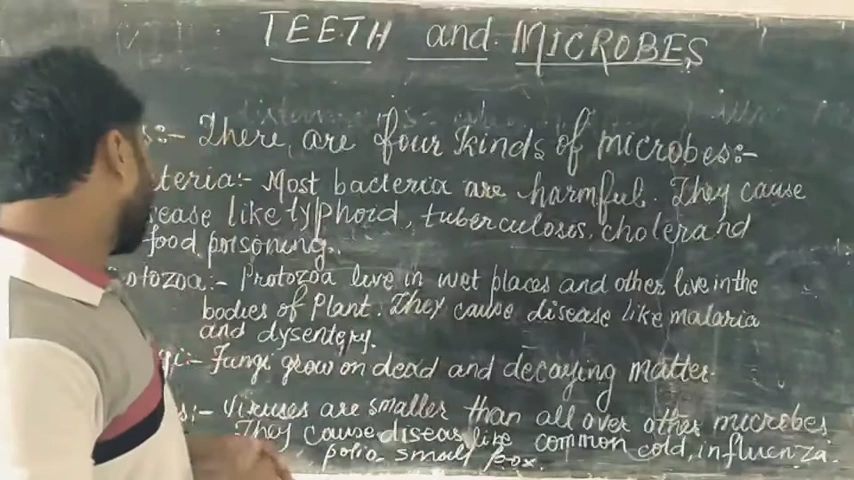 TEETH and MICROBES
s:- There are four kinds of microbes:-
teria:- Most bacteria are harmful. They cause
sease like typhoid, tuberculosis, cholera nd
food poisoning.
otozoa:- Protozoa live in wet places and other live in the
bodies of Plant. They cause disease like malaria
and dysentery.
gi:- Fungi grow on dead and decaying matter.
s:- Viruses are smaller than all over other microbes
They cause diseas like common cold, influenza.
polio small pox.